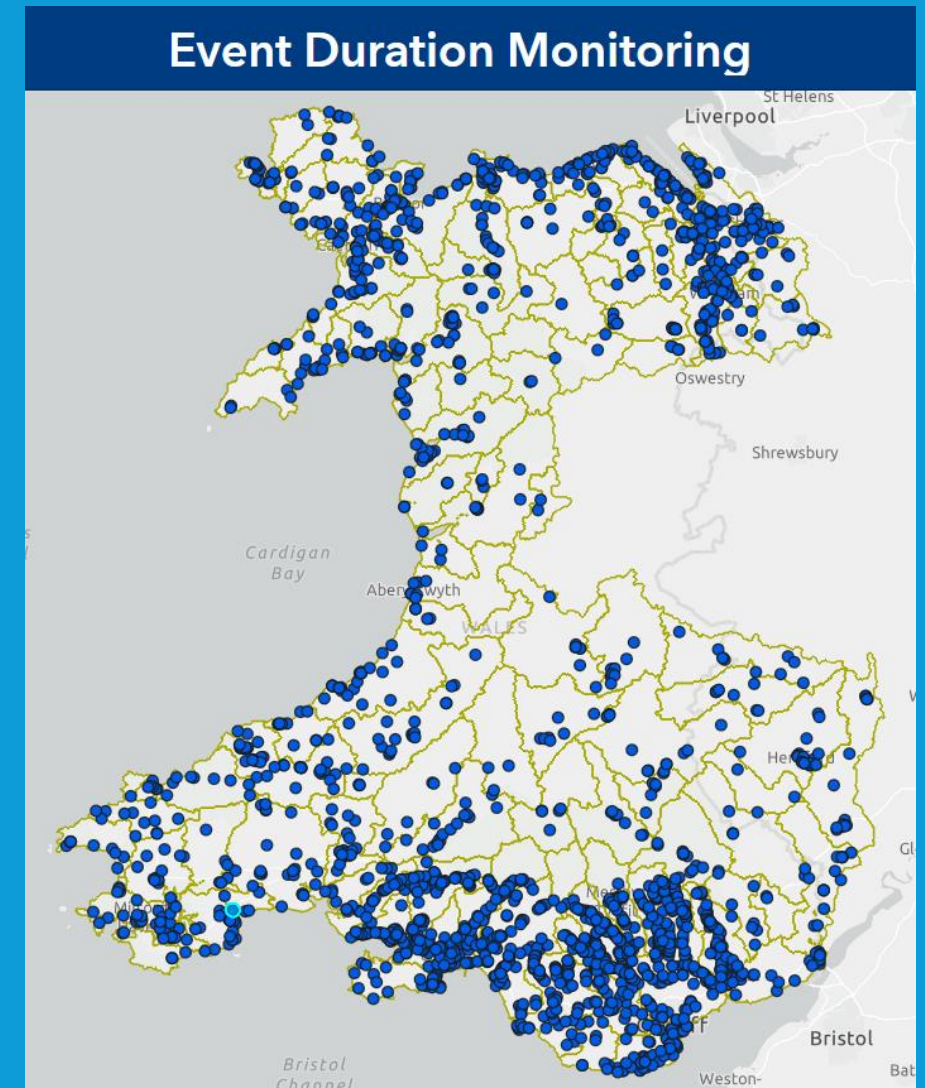 Event Duration Monitoring
St Helens
Liverpool
Oswestry
Shrewsbury
Cardigan
Bay
WALES
Bristol
Bristol
Channel
Weston-